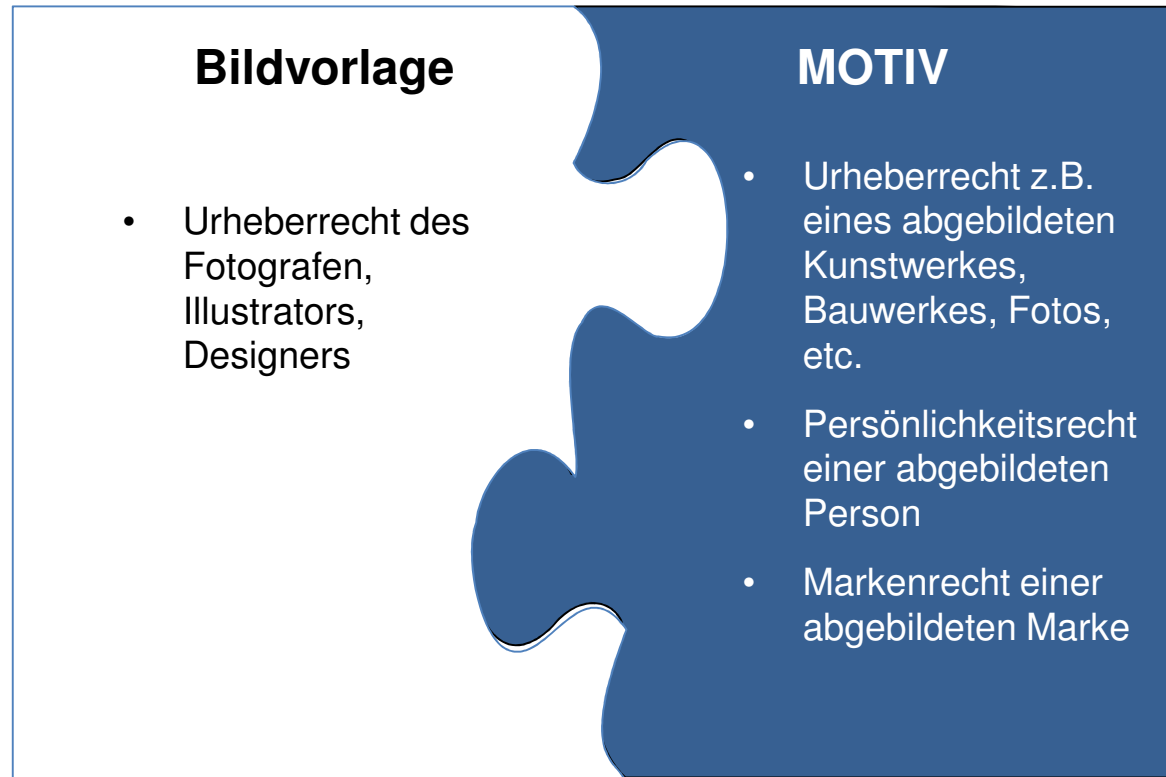 Bildvorlage
• Urheberrecht des
Fotografen,
Illustrators,
Designers
MOTIV
• Urheberrecht z.B.
eines abgebildeten
Kunstwerkes,
Bauwerkes, Fotos,
etc.
• Persönlichkeitsrecht
einer abgebildeten
Person
• Markenrecht einer
abgebildeten Marke